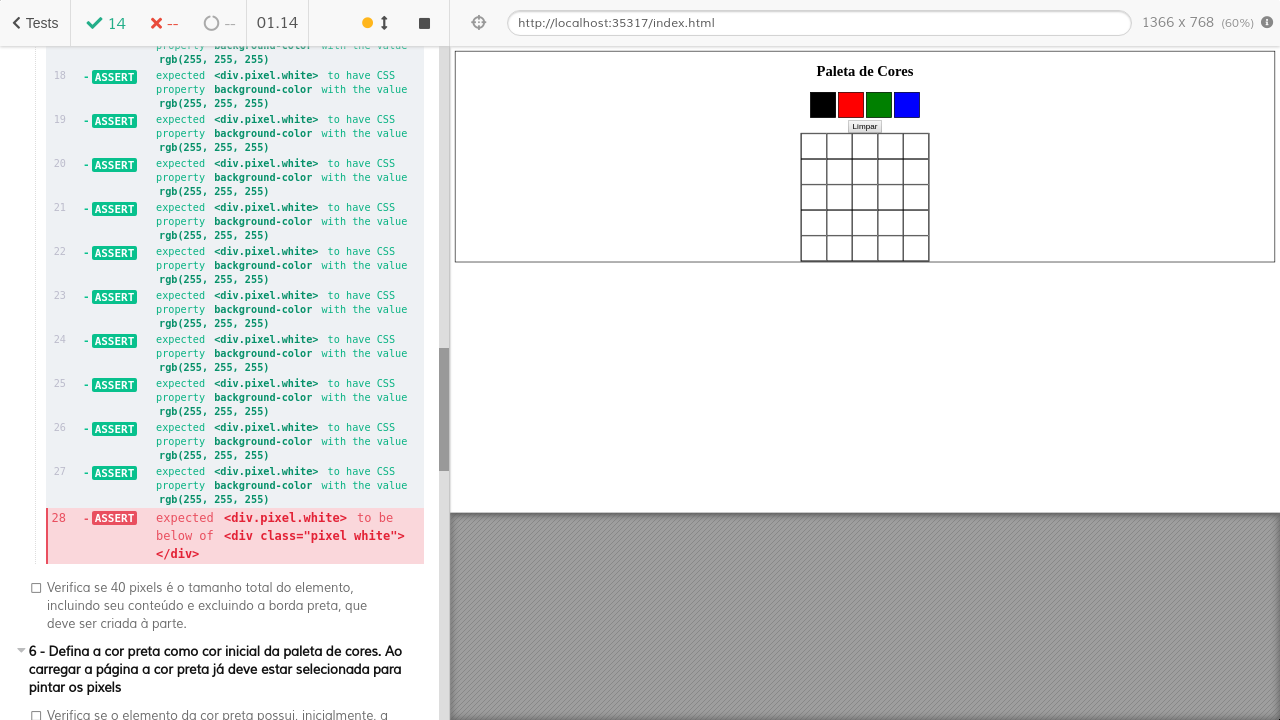 Tests
14
--
--
01.14
http://localhost:35317/index.html
1366 x 768 (60%)
property background-color with the value
rgb(255, 255, 255)
18 - ASSERT expected <div.pixel.white> to have CSS
property background-color with the value
rgb(255, 255, 255)
19 - ASSERT expected <div.pixel.white> to have CSS
property background-color with the value
rgb(255, 255, 255)
20 - ASSERT expected <div.pixel.white> to have CSS
property background-color with the value
rgb(255, 255, 255)
21 - ASSERT expected <div.pixel.white> to have CSS
property background-color with the value
rgb(255, 255, 255)
22 - ASSERT expected <div.pixel.white> to have CSS
property background-color with the value
rgb(255, 255, 255)
23 - ASSERT expected <div.pixel.white> to have CSS
property background-color with the value
rgb(255, 255, 255)
24 - ASSERT expected <div.pixel.white> to have CSS
property background-color with the value
rgb(255, 255, 255)
25 - ASSERT expected <div.pixel.white> to have CSS
property background-color with the value
rgb(255, 255, 255)
26 - ASSERT expected <div.pixel.white> to have CSS
property background-color with the value
rgb(255, 255, 255)
27 - ASSERT expected <div.pixel.white> to have CSS
property background-color with the value
rgb(255, 255, 255)
28 - ASSERT expected <div.pixel.white> to be
below of <div class="pixel white">
</div>
Verifica se 40 pixels é o tamanho total do elemento,
incluindo seu conteúdo e excluindo a borda preta, que
deve ser criada à parte.
6 - Defina a cor preta como cor inicial da paleta de cores. Ao
carregar a página a cor preta já deve estar selecionada para
pintar os pixels
Verifica se o elemento da cor preta possui, inicialmente, a
Paleta de Cores
Limpar